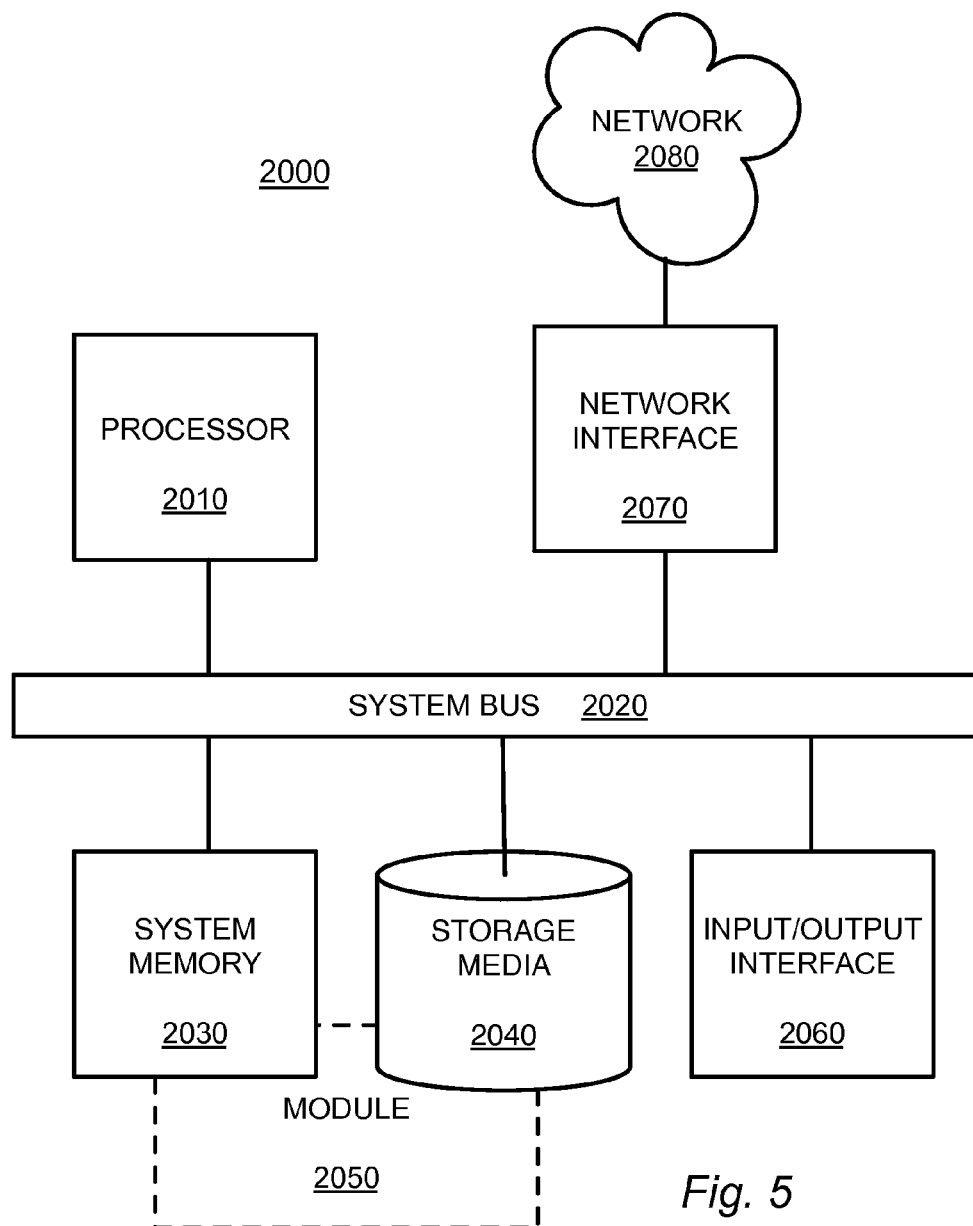 NETWORK
2080
2000
PROCESSOR
2010
NETWORK
INTERFACE
2070
SYSTEM BUS 2020
SYSTEM
MEMORY
2030
STORAGE
MEDIA
2040
INPUT/OUTPUT
INTERFACE
2060
MODULE
2050
Fig. 5